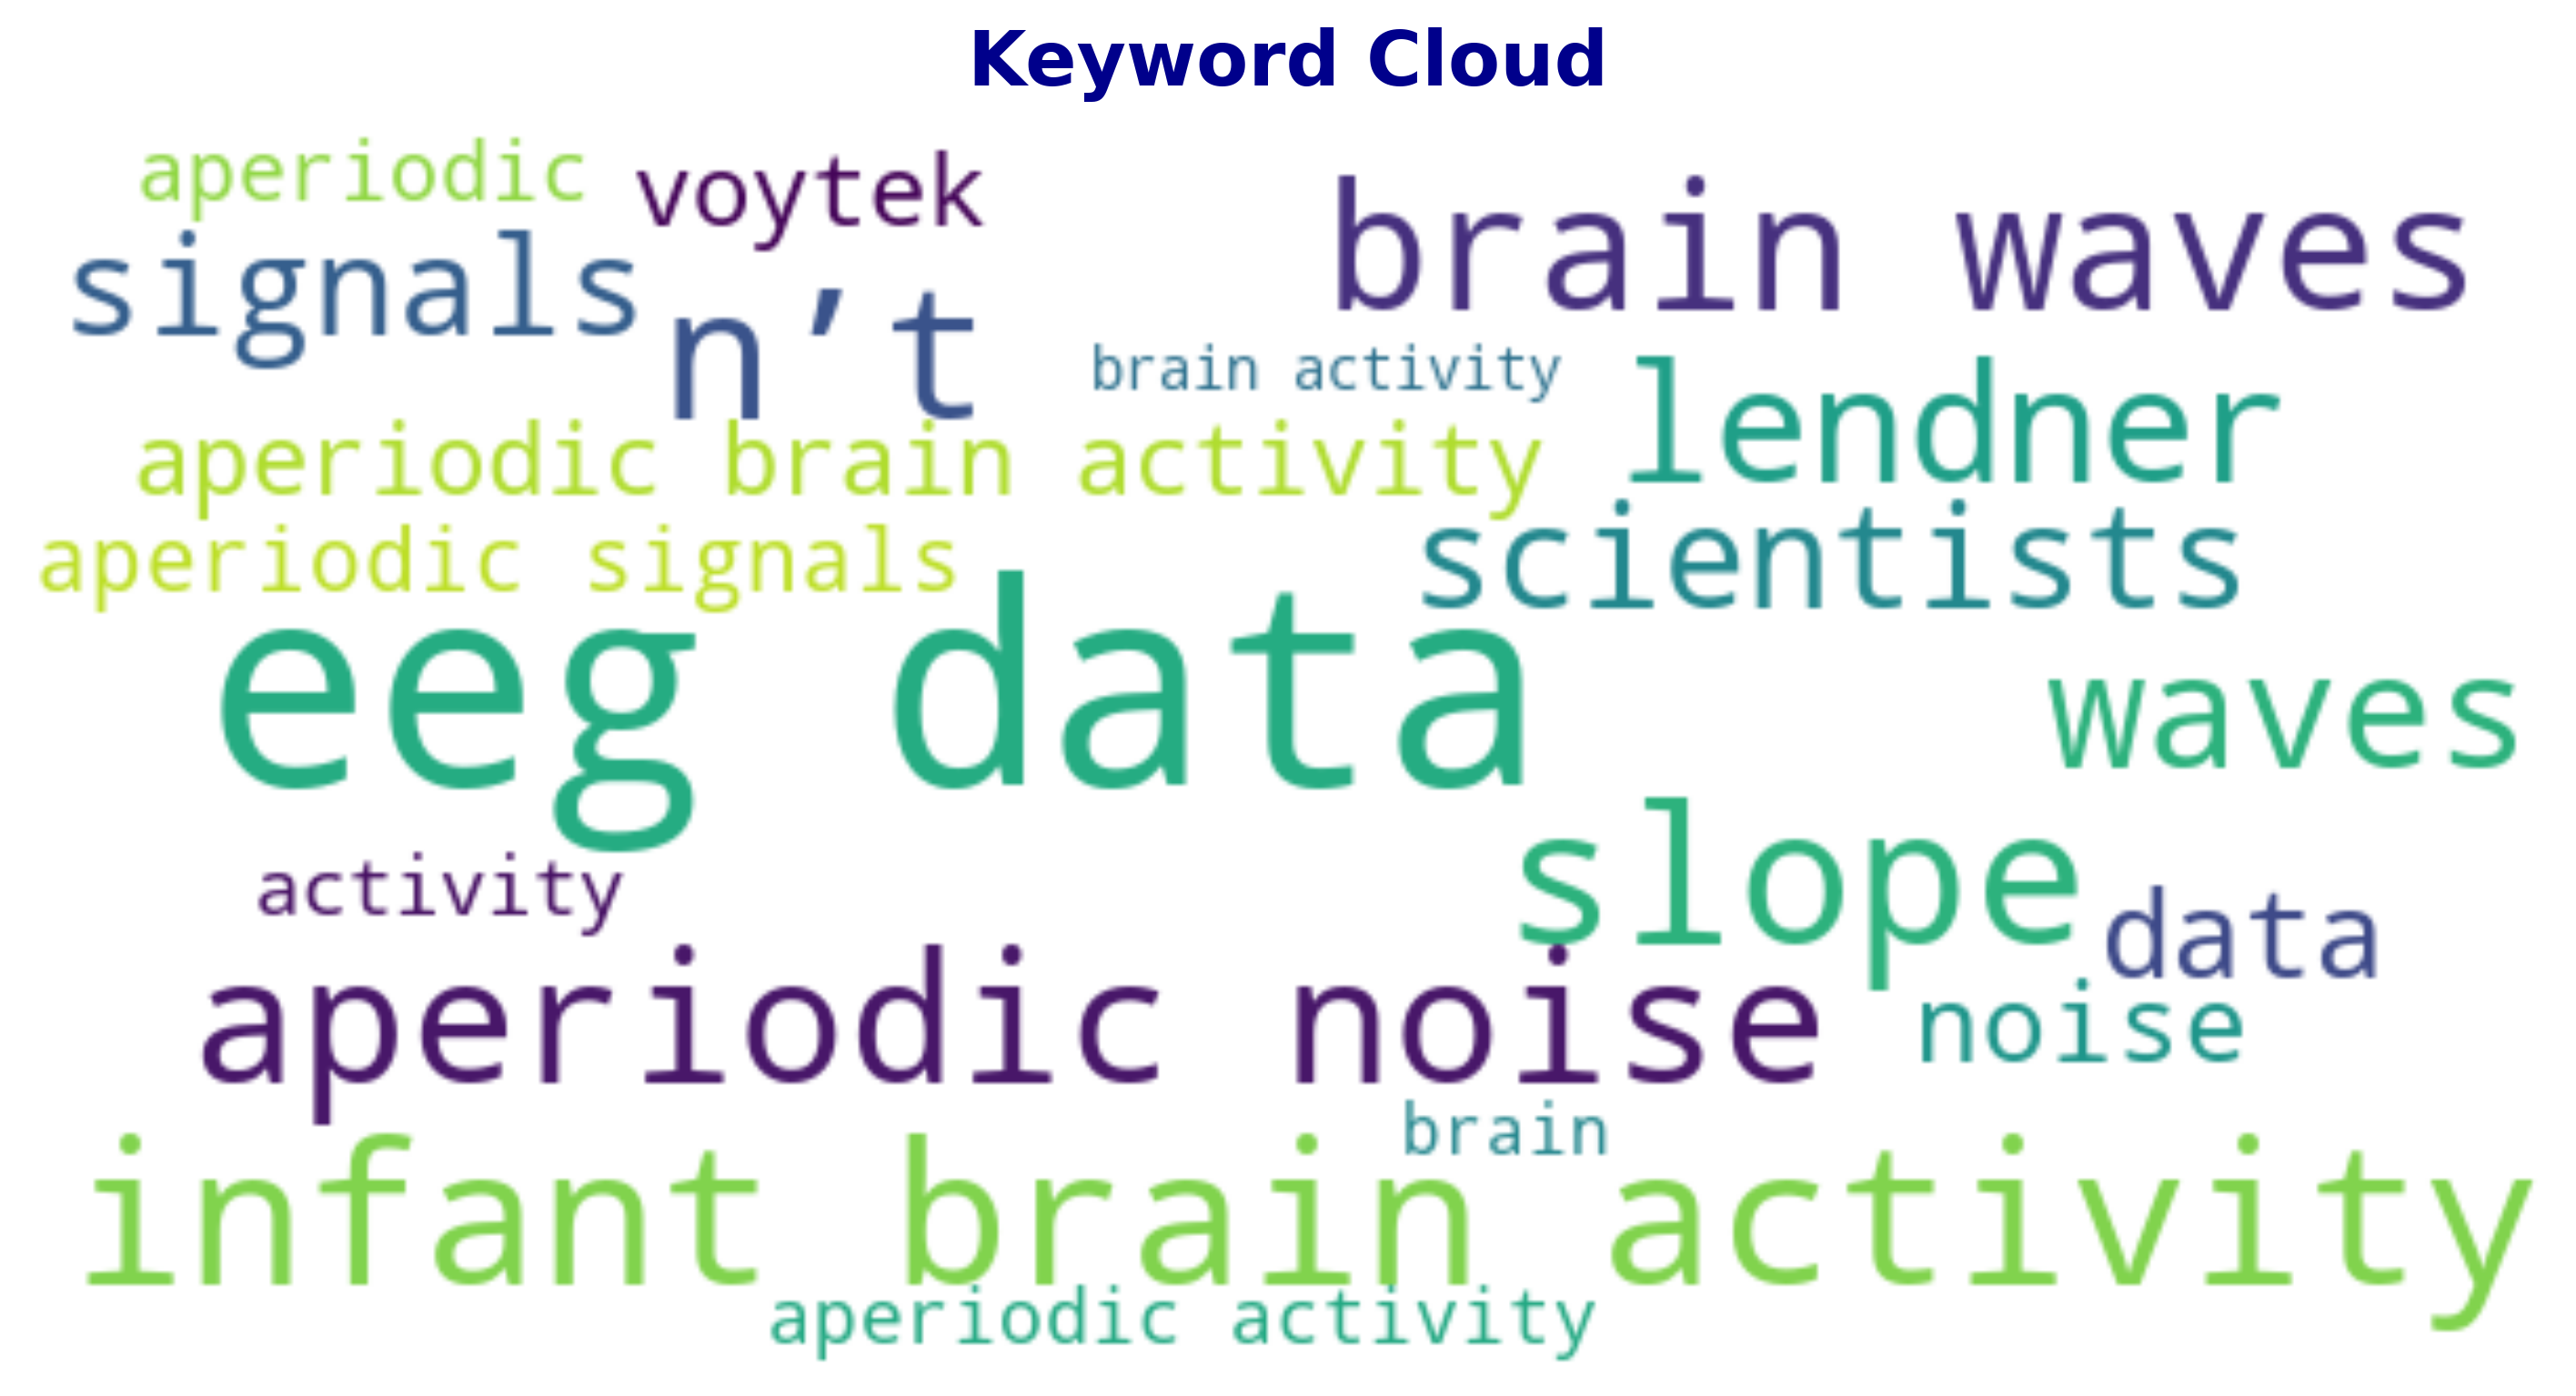 Keyword Cloud
aperiodic
voytek
brain waves
signals
n’t
brain activity
lendner
aperiodic brain activity
scientists
aperiodic signals
eeg data
waves
slope
activity
data
aperiodic noise
noise
brain
infant brain activity
aperiodic activity